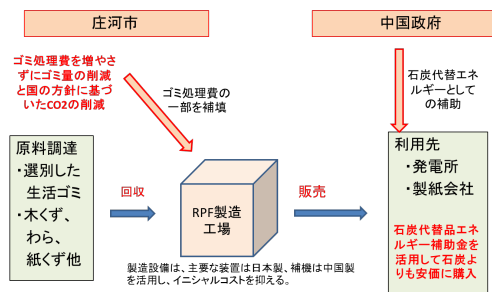 庄河市
中国政府
ゴミ処理費を増やさ
ずにゴミ量の削減
と国の方針に基づ
いたCO2の削減
ゴミ処理費の
一部を補填
石炭代替エネ
ルギーとして
の補助
原料調達
・選別した
生活ゴミ
・木くず、
わら、
紙くず他
回収
RPF製造
工場
販売
利用先
・発電所
・製紙会社
石炭代替品エネ
ルギー補助金を
活用して石炭よ
りも安価に購入
製造設備は、主要な装置は日本製、補機は中国製
を活用し、イニシャルコストを抑える。